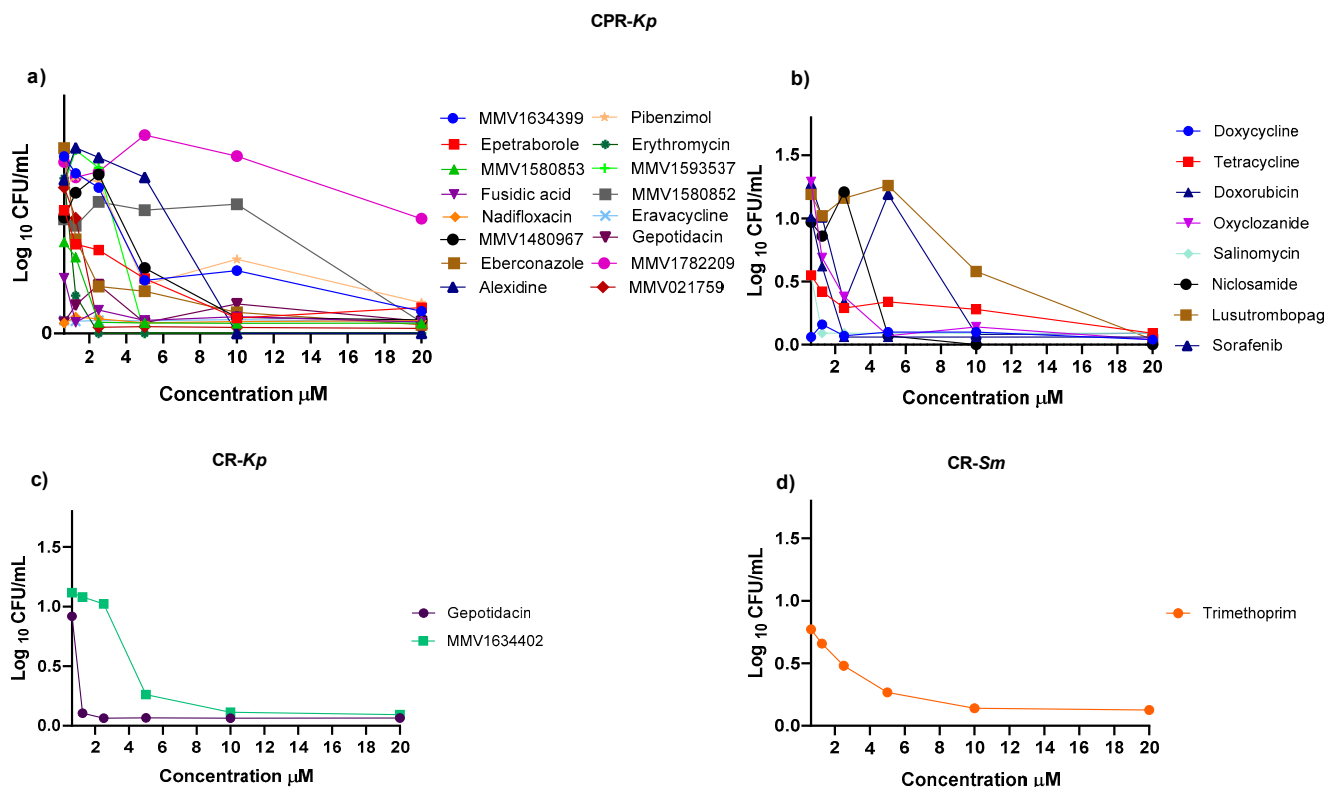 CPR-Kp
a)
Log 10 CFU/mL
0
2 4 6 8 10 12 14 16 18 20
Concentration μM
MMV1634399
Epetraborole
MMV1580853
Fusidic acid
Nadifloxacin
MMV1480967
Eberconazole
Alexidine
Pibenzimol
Erythromycin
MMV1593537
MMV1580852
Eravacycline
Gepotidacin
MMV1782209
MMV021759
b)
Log 10 CFU/mL
1.5
1.0
0.5
0.0
2 4 6 8 10 12 14 16 18 20
Concentration μM
Doxycycline
Tetracycline
Doxorubicin
Oxyclozanide
Salinomycin
Niclosamide
Lusutrombopag
Sorafenib
CR-Kp
c)
Log 10 CFU/mL
1.5
1.0
0.5
0.0
2 4 6 8 10 12 14 16 18 20
Concentration μM
Gepotidacin
MMV1634402
CR-Sm
d)
Log 10 CFU/mL
1.5
1.0
0.5
0.0
2 4 6 8 10 12 14 16 18 20
Concentration μM
Trimethoprim